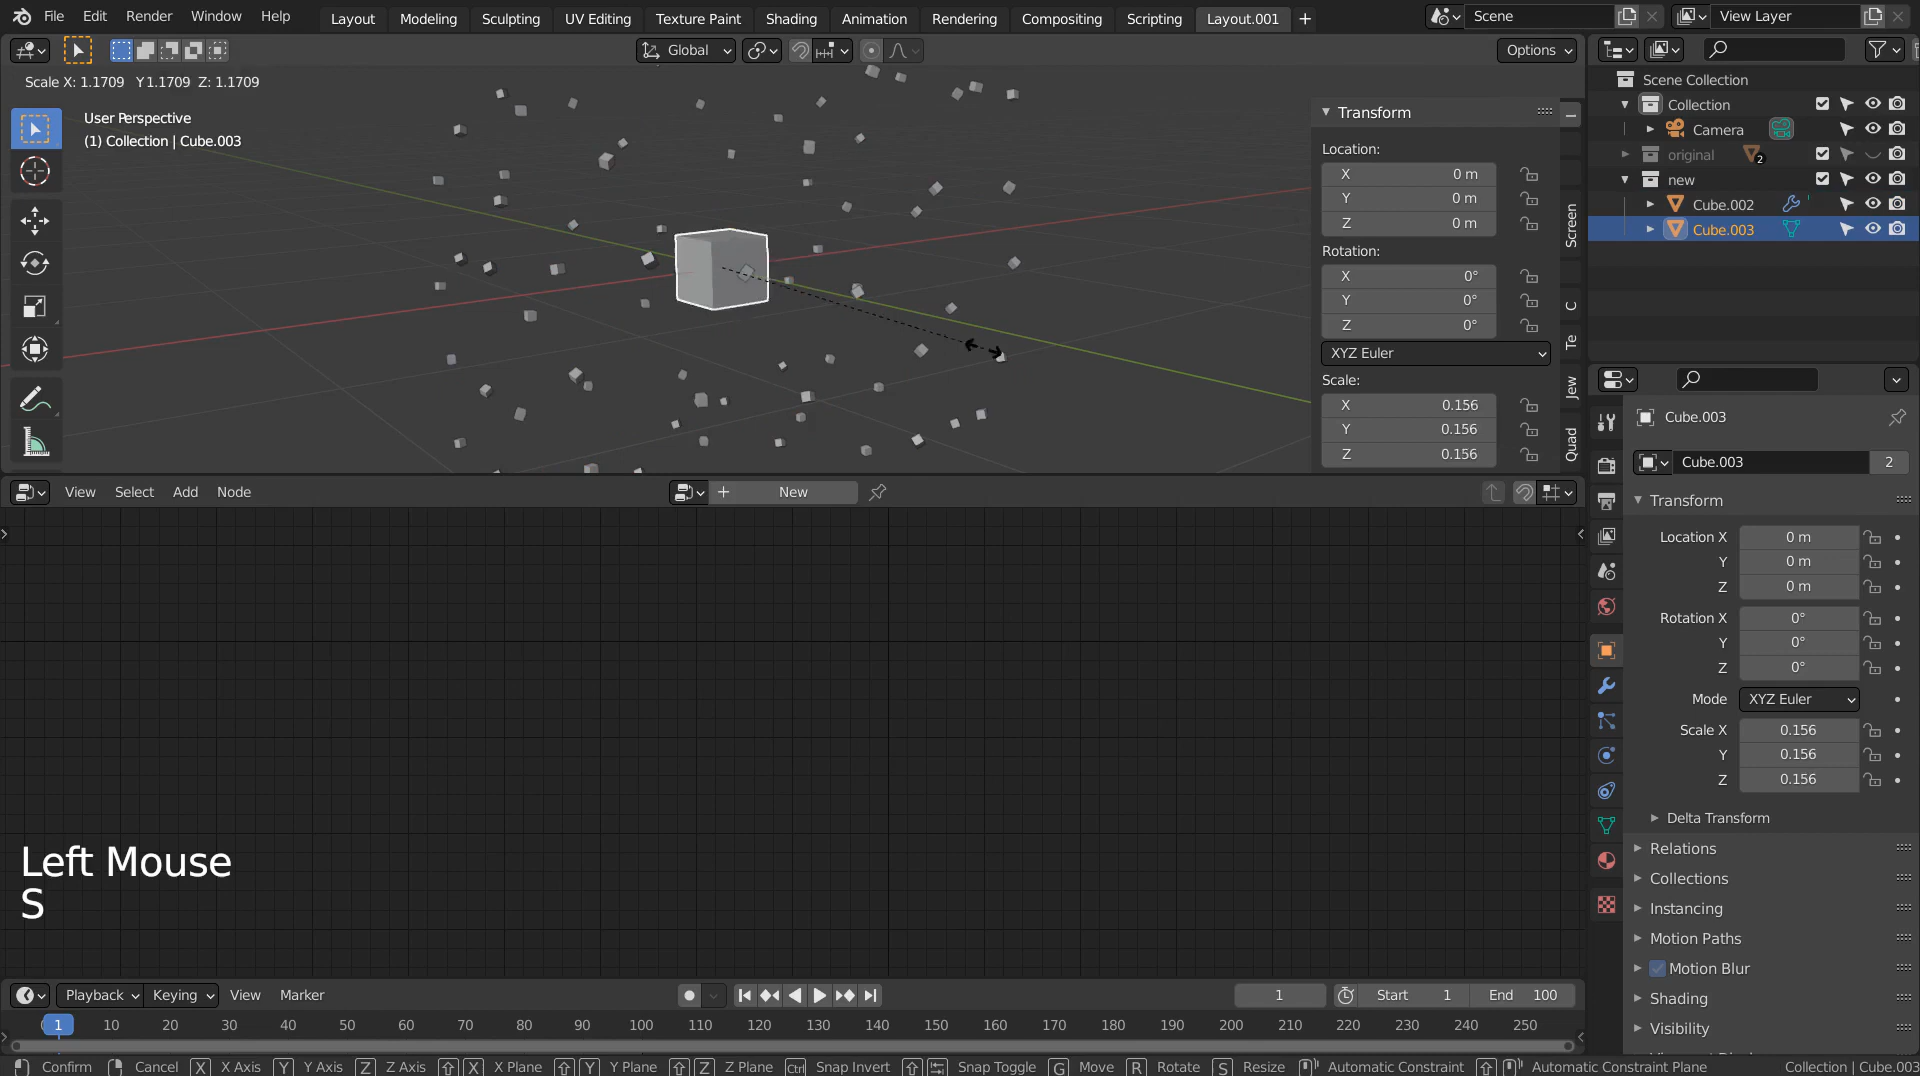 File Edit Render Window Help Layout Modeling Sculpting UV Editing Texture Paint Shading Animation Rendering Compositing Scripting Layout.001 + Scene View Layer
Global Options
Scale X: 1.1709 Y 1.1709 Z: 1.1709
User Perspective
(1) Collection | Cube.003
Transform
Location:
X 0 m
Y 0 m
Z 0 m
Rotation:
X 0°
Y 0°
Z 0°
XYZ Euler
Scale:
X 0.156
Y 0.156
Z 0.156
Screen
C
Te
Jew
Quad
Scene Collection
Collection
Camera
original 2
new
Cube.002
Cube.003
View Select Add Node + New
Cube.003
Cube.003 2
Transform
Location X 0 m
Y 0 m
Z 0 m
Rotation X 0°
Y 0°
Z 0°
Mode XYZ Euler
Scale X 0.156
Y 0.156
Z 0.156
Delta Transform
Relations
Collections
Instancing
Motion Paths
Motion Blur
Shading
Visibility
Left Mouse
S
Playback Keying View Marker 1 Start 1 End 100
1 10 20 30 40 50 60 70 80 90 100 110 120 130 140 150 160 170 180 190 200 210 220 230 240 250
Confirm Cancel X X Axis Y Y Axis Z Z Axis X X Plane Y Y Plane Z Z Plane Ctrl Snap Invert Snap Toggle G Move R Rotate S Resize Automatic Constraint Automatic Constraint Plane Collection | Cube.003